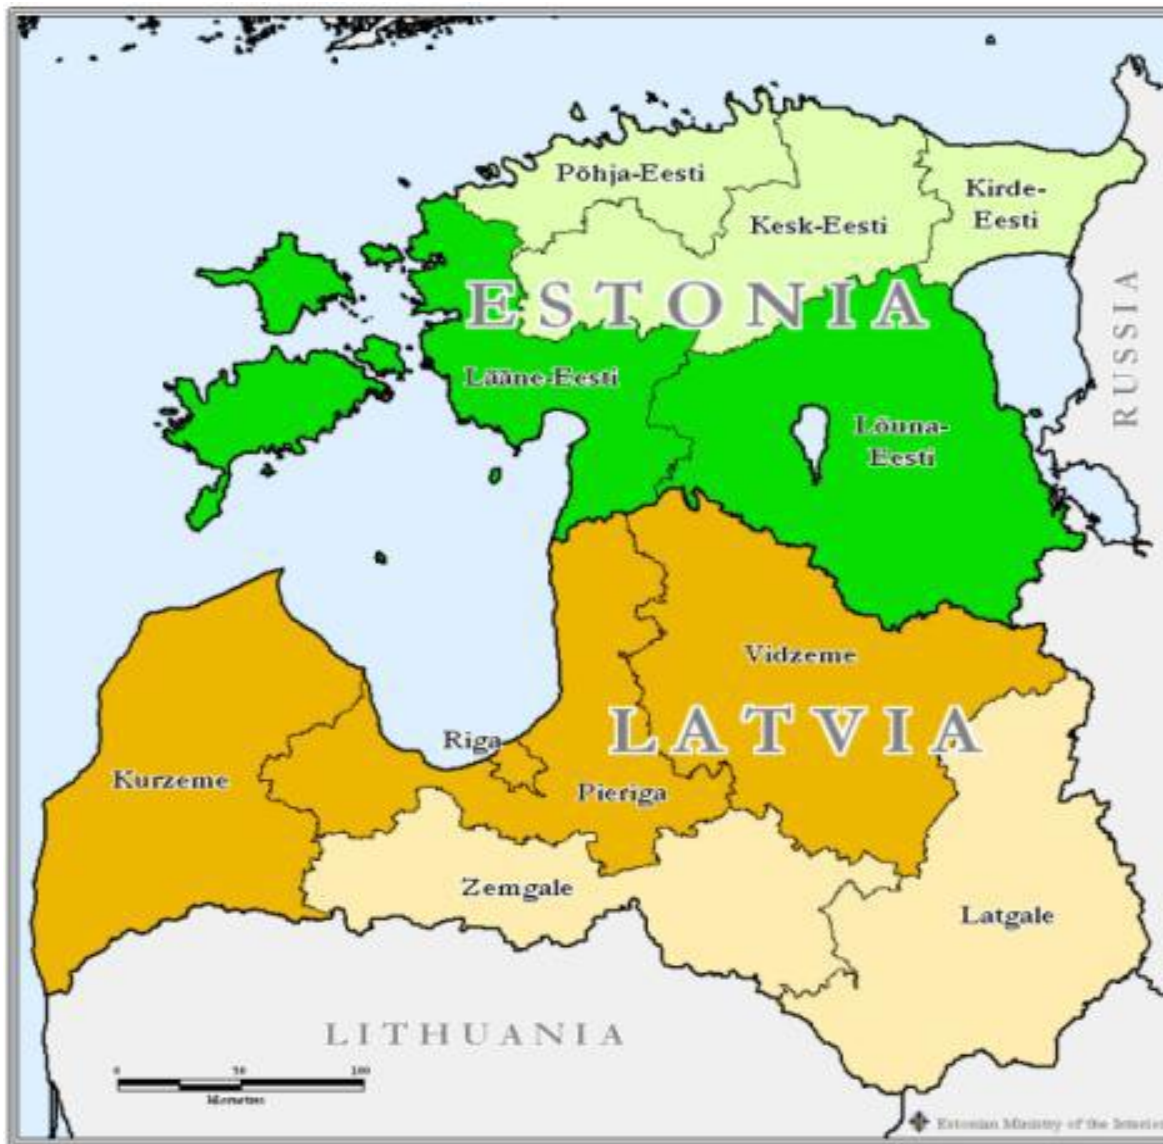 Põhja-Eesti
Kirde-
Eesti
Kesk-Eesti
ESTONIA
RUSSIA
Lääne-Eesti
Lõuna-
Eesti
Vidzeme
LATVIA
Riga
Kurzeme
Pieriga
Zemgale
Latgale
LITHUANIA
0 50 100
kilometres
Estonian Ministry of the Interior